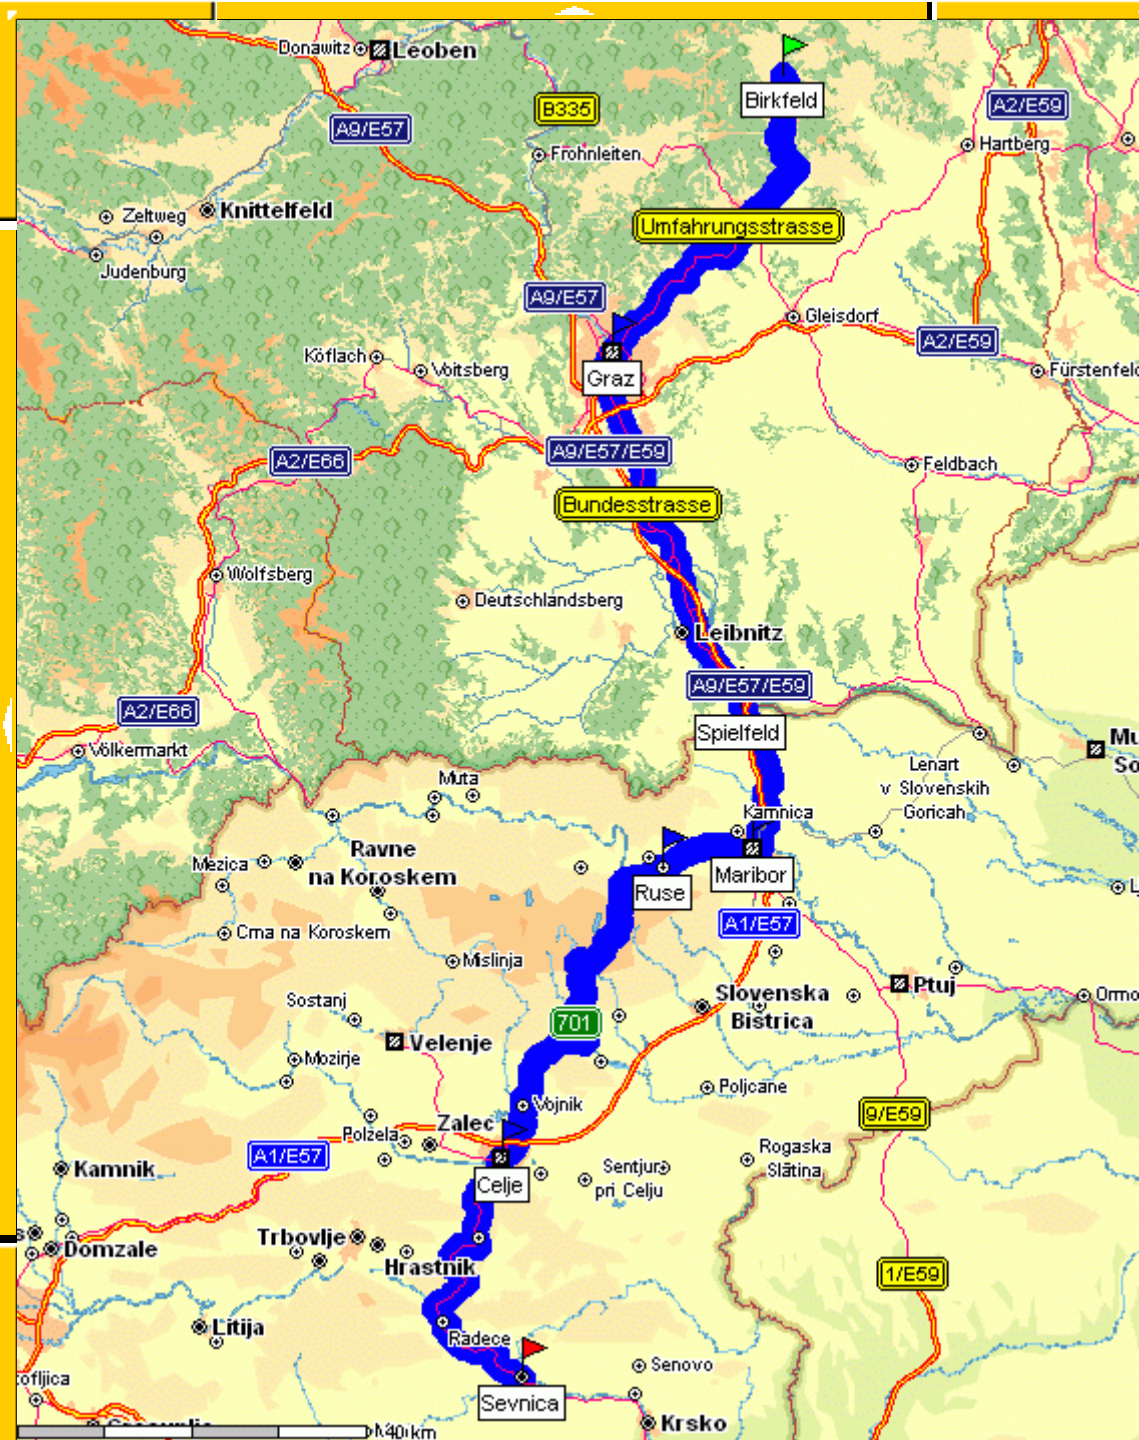 Donawitz
Leoben
Birkfeld
B335
A2/E59
A9/E57
Hartberg
Frohnleiten
Zeltweg
Knittelfeld
Umfahrungsstrasse
Judenburg
A9/E57
Gleisdorf
A2/E59
Köflach
Voitsberg
Graz
A2/E66
A9/E57/E59
Feldbach
Bundesstrasse
Wolfsberg
Deutschlandsberg
Leibnitz
A9/E57/E59
A2/E66
Spielfeld
Völkermarkt
Muta
Lenart
v Slovenskih
Goricah
Kamnica
Ravne
na Koroskem
Mezica
Maribor
Ruse
A1/E57
Crna na Koroskem
Mislinja
Ptuj
Slovenska
Bistrica
Sostanj
701
Velenje
Mozirje
Poljcane
Vojnik
9/E59
Zalec
Polzela
A1/E57
Rogaska
Slatina
Kamnik
Sentjur
pri Celju
Celje
Trbovlje
Domzale
Hrastnik
1/E59
Litija
Radece
Senovo
Sevnica
Krsko
40 km